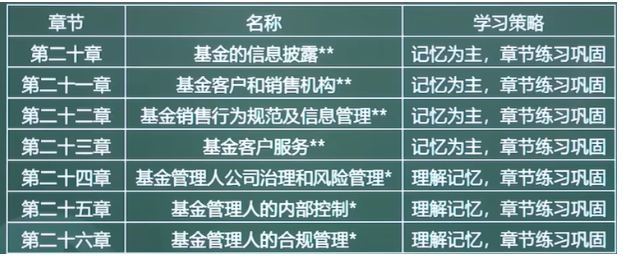 章节 名称 学习策略
第二十章 基金的信息披露** 记忆为主，章节练习巩固
第二十一章 基金客户和销售机构** 记忆为主，章节练习巩固
第二十二章 基金销售行为规范及信息管理** 记忆为主，章节练习巩固
第二十三章 基金客户服务** 记忆为主，章节练习巩固
第二十四章 基金管理人公司治理和风险管理* 理解记忆，章节练习巩固
第二十五章 基金管理人的内部控制* 理解记忆，章节练习巩固
第二十六章 基金管理人的合规管理* 理解记忆，章节练习巩固